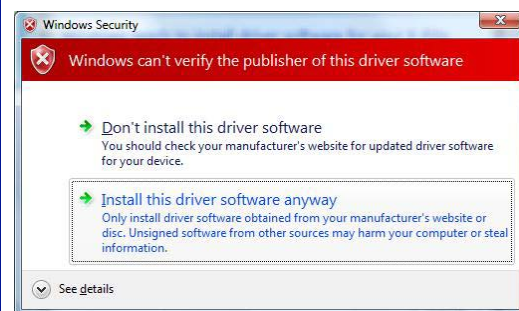 Windows Security
Windows can't verify the publisher of this driver software
Don't install this driver software
You should check your manufacturer's website for updated driver software
for your device.
Install this driver software anyway
Only install driver software obtained from your manufacturer's website or
disc. Unsigned software from other sources may harm your computer or steal
information.
See details